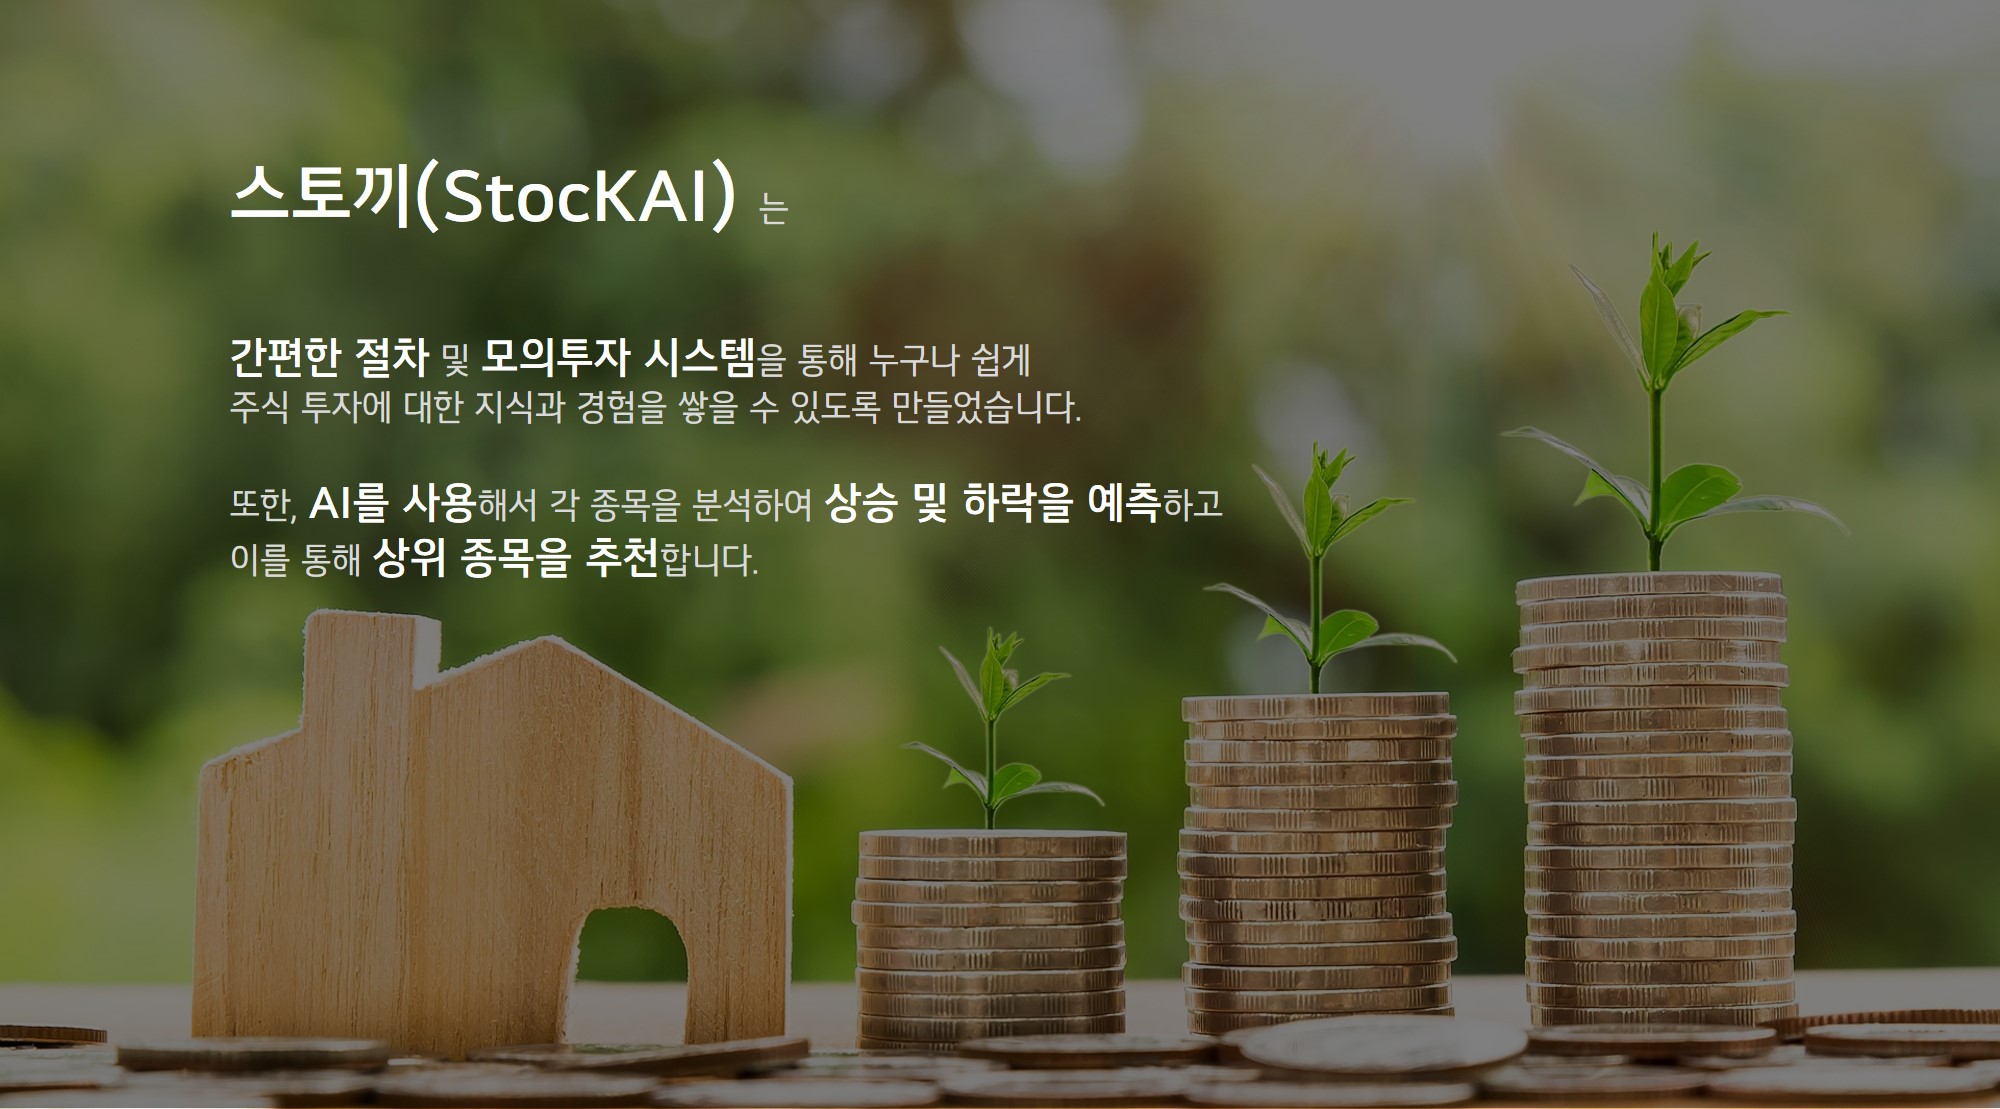 스토끼(StocKAI) 는
간편한 절차 및 모의투자 시스템을 통해 누구나 쉽게
주식 투자에 대한 지식과 경험을 쌓을 수 있도록 만들었습니다.
또한, AI를 사용해서 각 종목을 분석하여 상승 및 하락을 예측하고
이를 통해 상위 종목을 추천합니다.